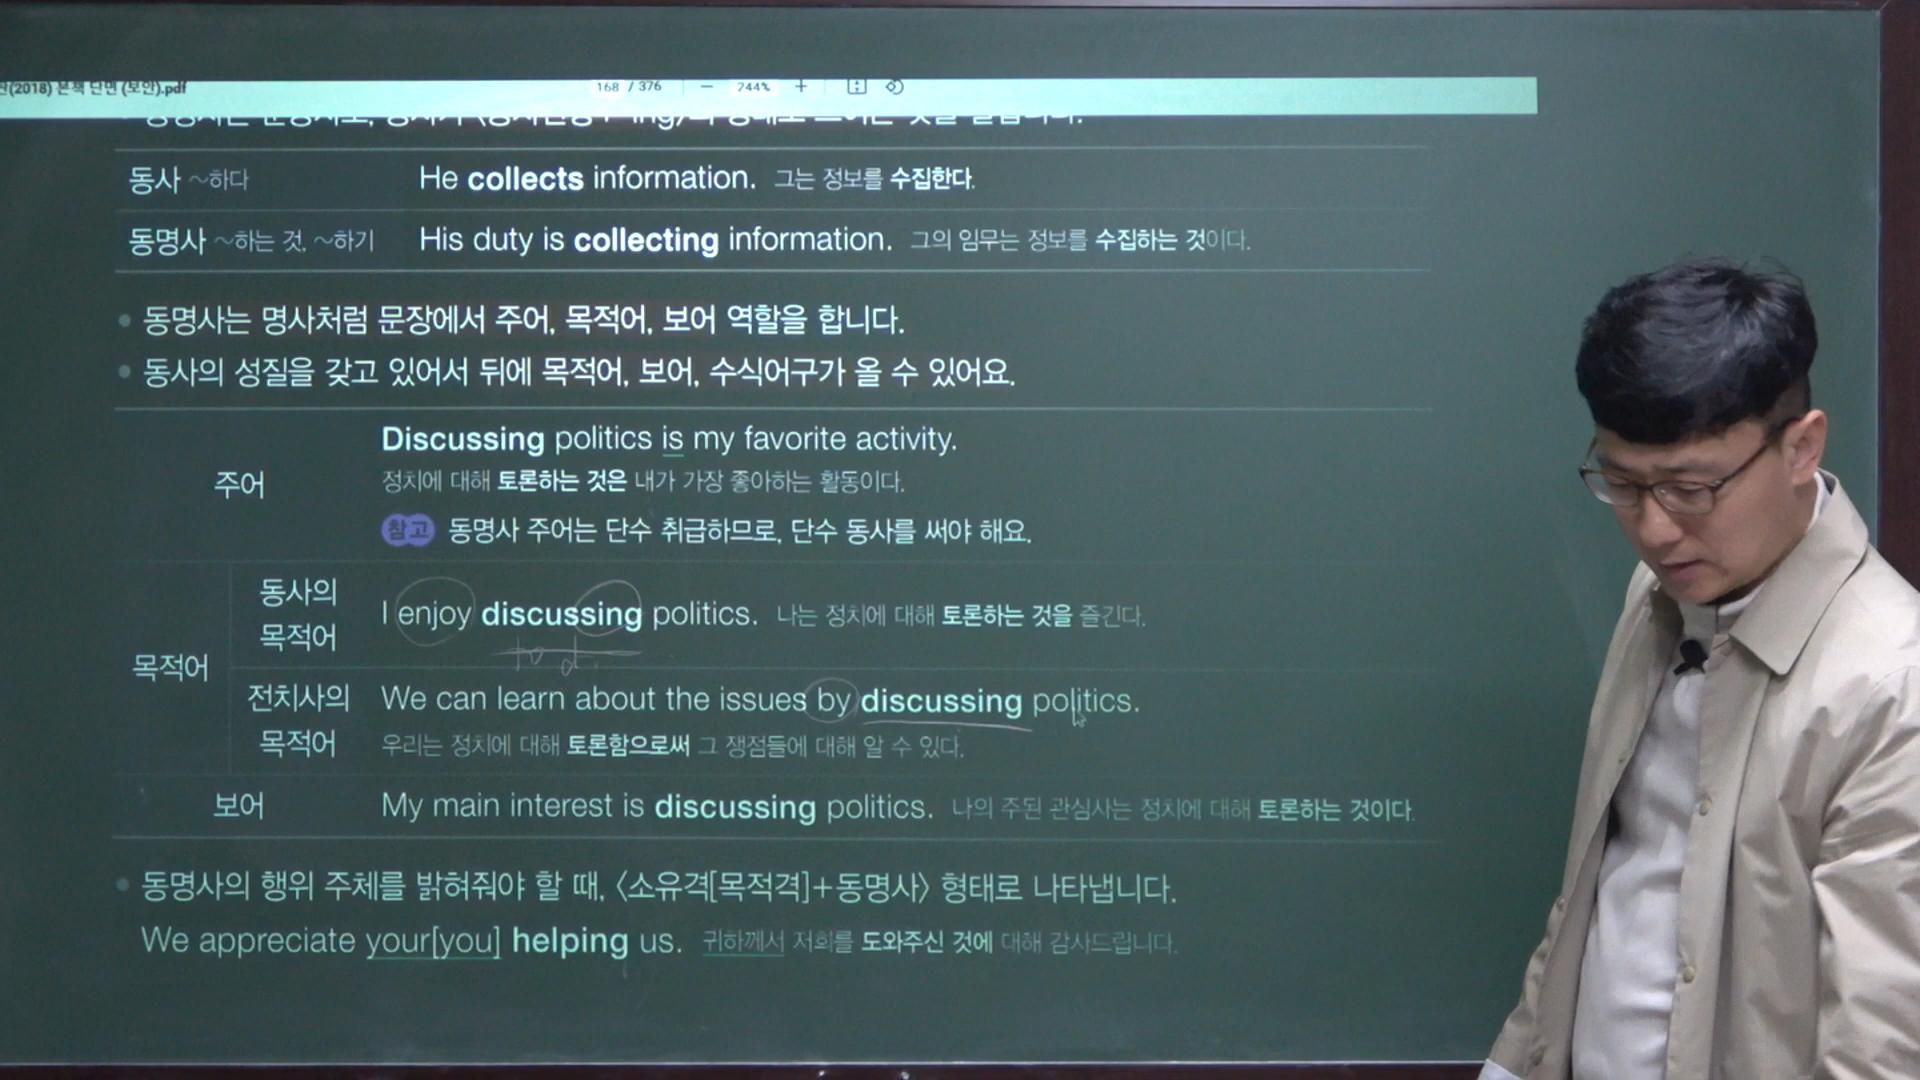 (2018) 본책 단면 (보안).pdf
168 / 376 − 244% +
동사 ~하다 He collects information. 그는 정보를 수집한다.
동명사 ~하는 것, ~하기 His duty is collecting information. 그의 임무는 정보를 수집하는 것이다.
• 동명사는 명사처럼 문장에서 주어, 목적어, 보어 역할을 합니다.
• 동사의 성질을 갖고 있어서 뒤에 목적어, 보어, 수식어구가 올 수 있어요.
주어
Discussing politics is my favorite activity.
정치에 대해 토론하는 것은 내가 가장 좋아하는 활동이다.
참고 동명사 주어는 단수 취급하므로, 단수 동사를 써야 해요.
목적어
동사의
목적어
I enjoy discussing politics. 나는 정치에 대해 토론하는 것을 즐긴다.
to d.
전치사의
목적어
We can learn about the issues by discussing politics.
우리는 정치에 대해 토론함으로써 그 쟁점들에 대해 알 수 있다.
보어 My main interest is discussing politics. 나의 주된 관심사는 정치에 대해 토론하는 것이다.
• 동명사의 행위 주체를 밝혀줘야 할 때, 〈소유격[목적격]+동명사〉 형태로 나타냅니다.
We appreciate your[you] helping us. 귀하께서 저희를 도와주신 것에 대해 감사드립니다.